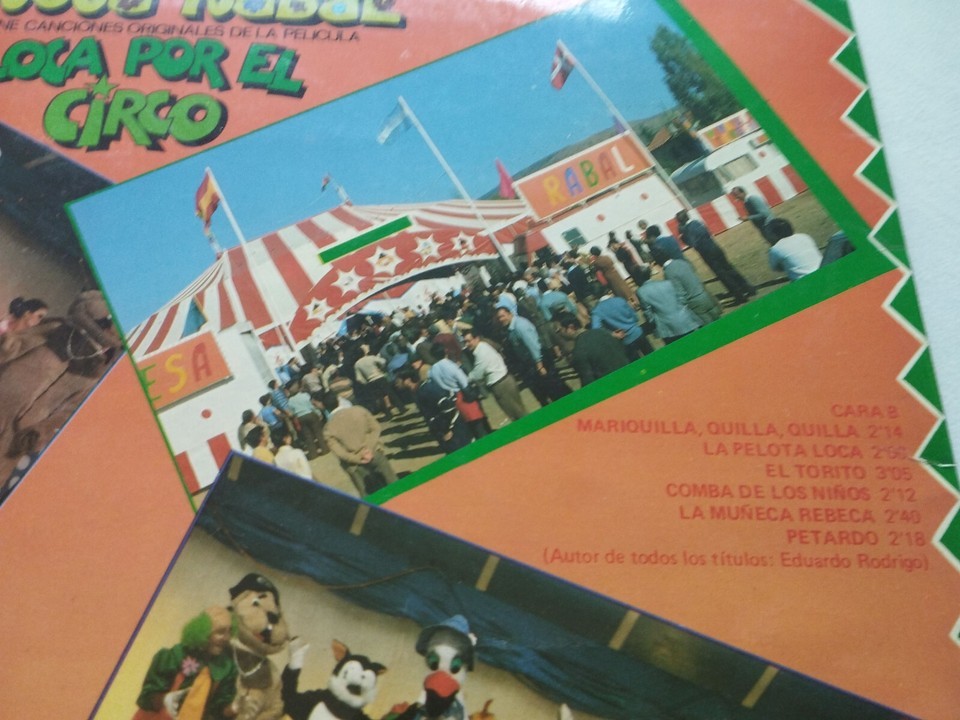 RABAL
NE CANCIONES ORIGINALES DE LA PELICULA
LOCA POR EL
CIRCO
RABAL
ESA
CARA B
MARIQUILLA, QUILLA, QUILLA 2'14
LA PELOTA LOCA
EL TORITO 3'05
COMBA DE LOS NIÑOS 2'12
LA MUÑECA REBECA 2'40
PETARDO 2'18
(Autor de todos los títulos: Eduardo Rodrigo)